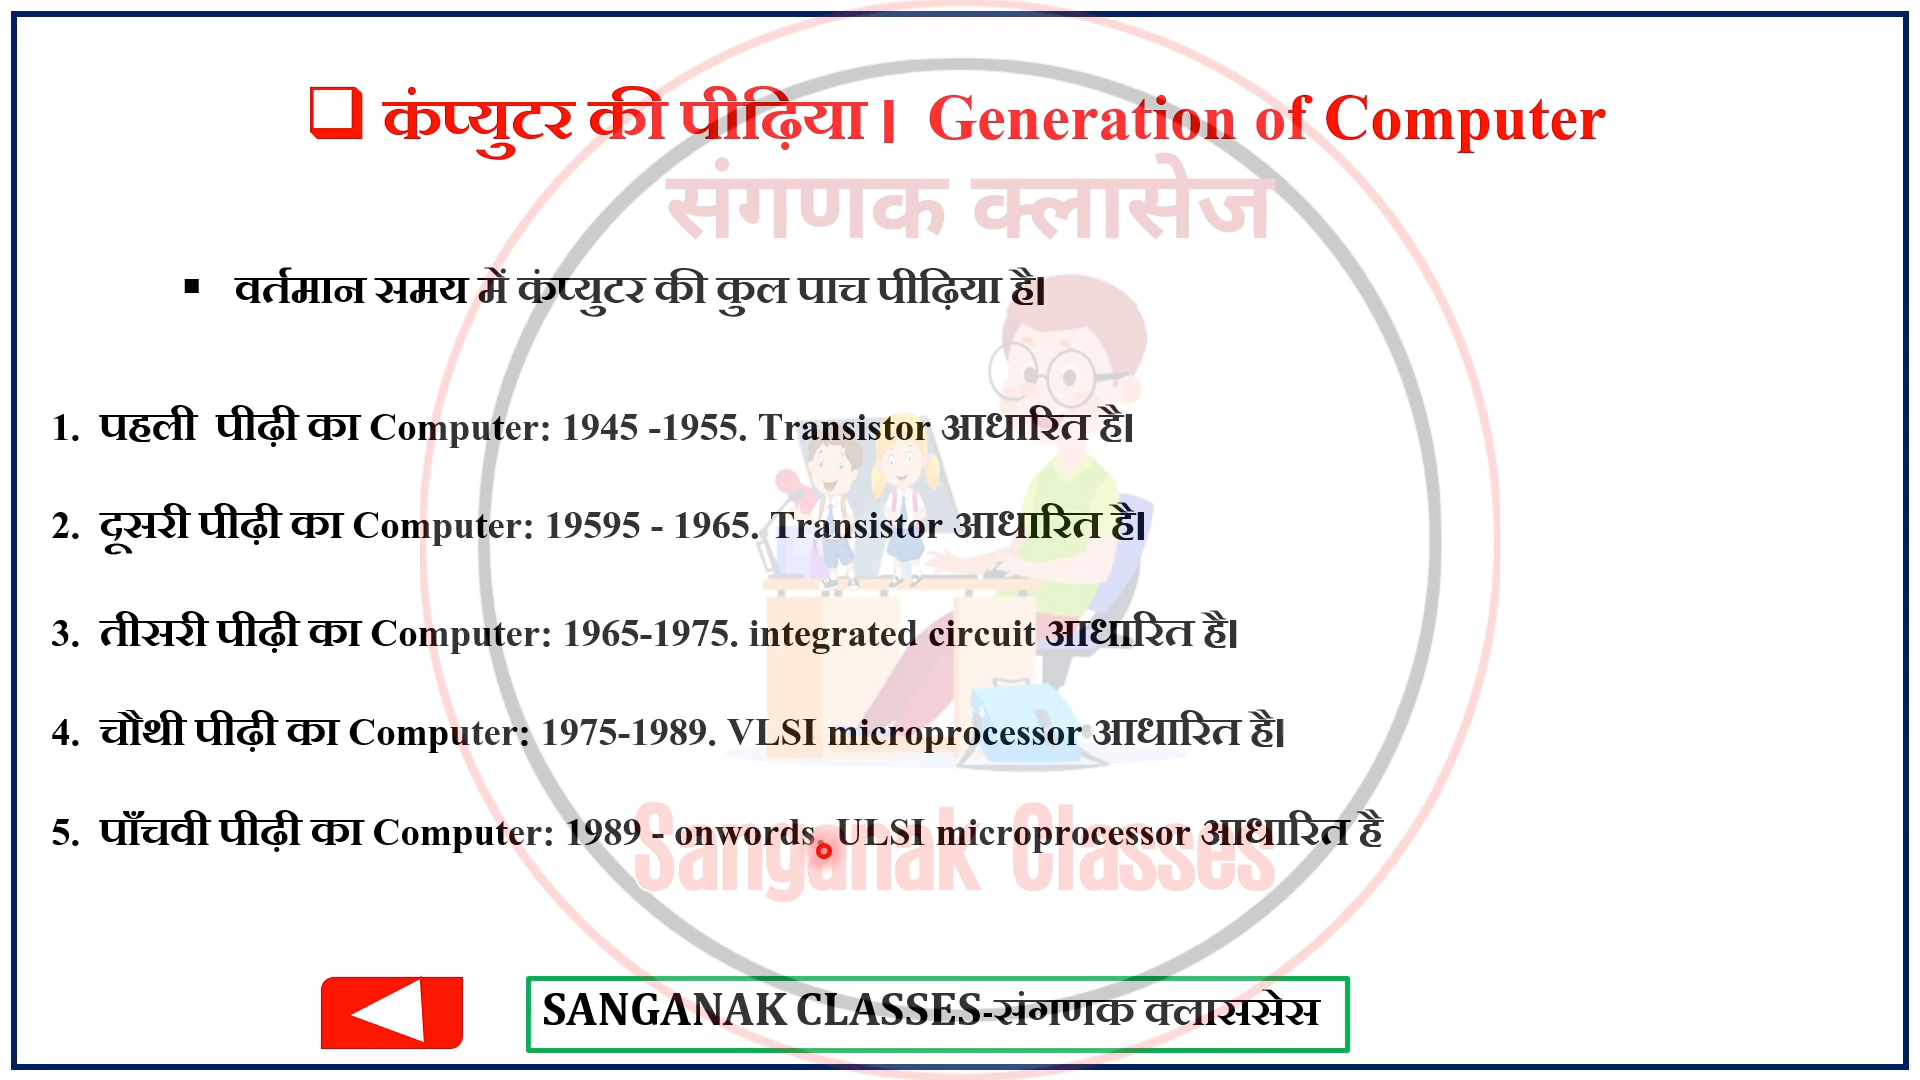 ❑ कंप्युटर की पीढ़िया। Generation of Computer
संगणक क्लासेज
▪ वर्तमान समय में कंप्युटर की कुल पाच पीढ़िया है।
1. पहली पीढ़ी का Computer: 1945 -1955. Transistor आधारित है।
2. दूसरी पीढ़ी का Computer: 19595 - 1965. Transistor आधारित है।
3. तीसरी पीढ़ी का Computer: 1965-1975. integrated circuit आधारित है।
4. चौथी पीढ़ी का Computer: 1975-1989. VLSI microprocessor आधारित है।
5. पाँचवी पीढ़ी का Computer: 1989 - onwords. ULSI microprocessor आधारित है
Sanganak Classes
SANGANAK CLASSES-संगणक क्लाससेस